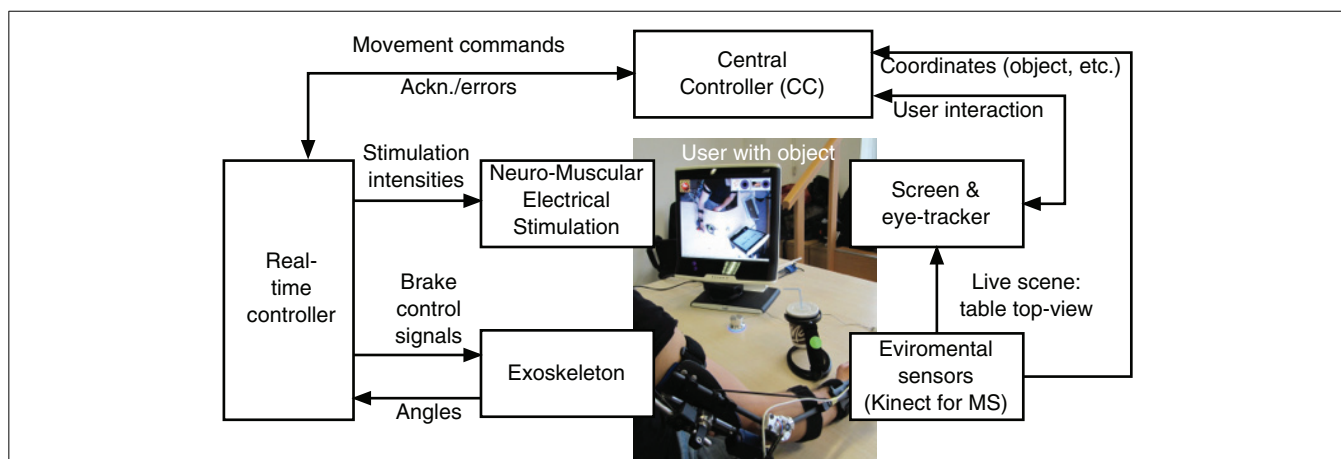 Movement commands
Ackn./errors
Central
Controller (CC)
Coordinates (object, etc.)
User interaction
Stimulation
intensities
Neuro-Muscular
Electrical
Stimulation
User with object
Screen &
eye-tracker
Real-
time
controller
Brake
control
signals
Live scene:
table top-view
Exoskeleton
Angles
Eviromental
sensors
(Kinect for MS)